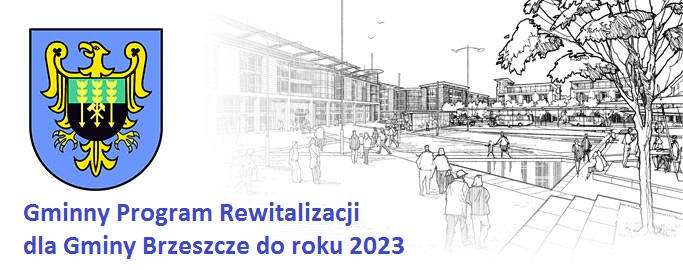 Gminny Program Rewitalizacji
dla Gminy Brzeszcze do roku 2023